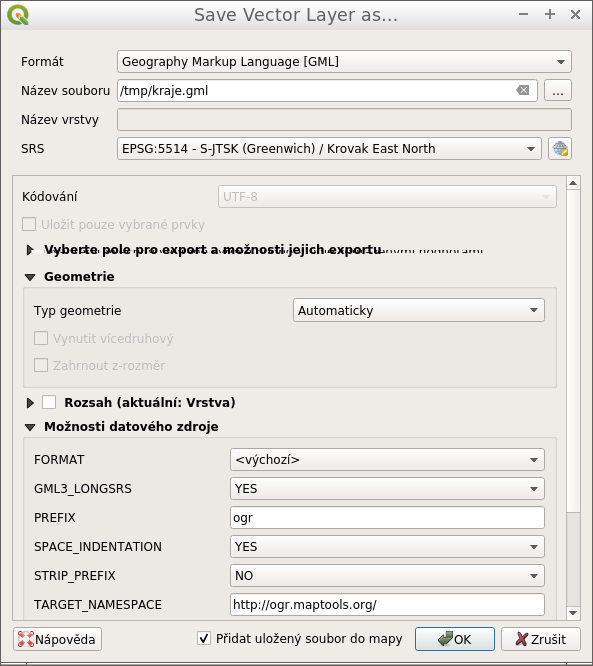 Save Vector Layer as...
Formát Geography Markup Language [GML]
Název souboru /tmp/kraje.gml ...
Název vrstvy
SRS EPSG:5514 - S-JTSK (Greenwich) / Krovak East North
Kódování UTF-8
Uložit pouze vybrané prvky
Vyberte pole pro export a možnosti jejich exportu
Geometrie
Typ geometrie Automaticky
Vynutit vícedruhový
Zahrnout z-rozměr
Rozsah (aktuální: Vrstva)
Možnosti datového zdroje
FORMAT <výchozí>
GML3_LONGSRS YES
PREFIX ogr
SPACE_INDENTATION YES
STRIP_PREFIX NO
TARGET_NAMESPACE http://ogr.maptools.org/
Nápověda Přidat uložený soubor do mapy OK Zrušit